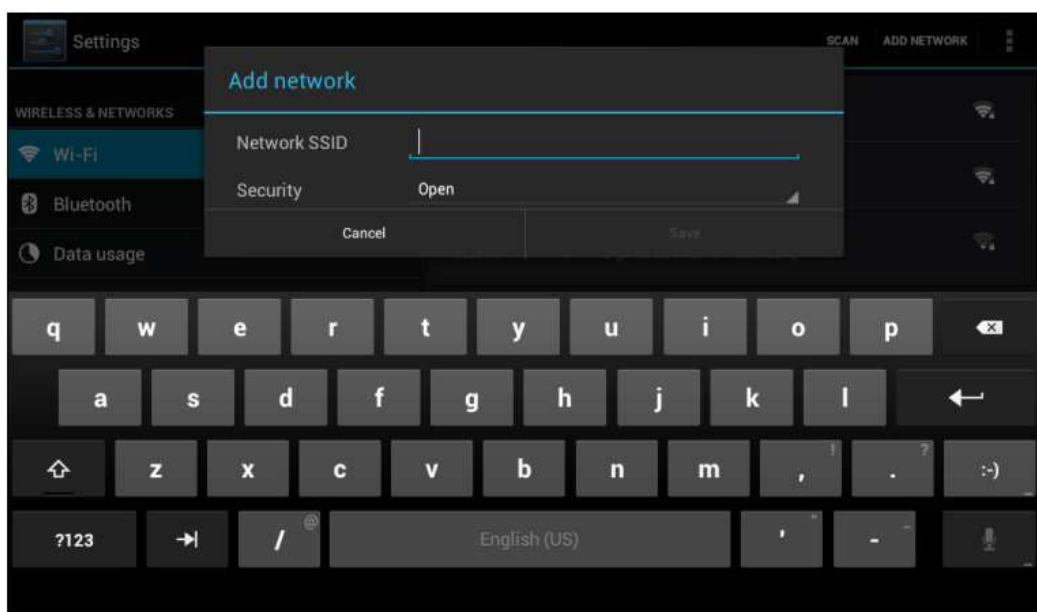 Settings
SCAN ADD NETWORK
Add network
WIRELESS & NETWORKS
Wi-Fi
Bluetooth
Data usage
Network SSID
Security Open
Cancel Save
q w e r t y u i o p
a s d f g h j k l
z x c v b n m , ! . ? :-)
?123 / @ English (US) ' " - _